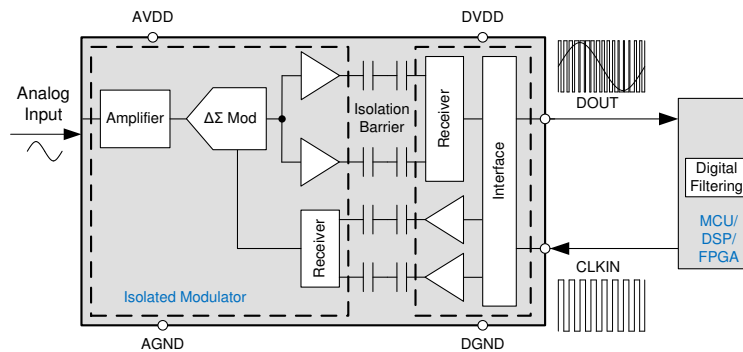 AVDD
DVDD
Analog
Input
Amplifier
ΔΣ Mod
Isolation
Barrier
Receiver
Interface
DOUT
Digital
Filtering
MCU/
DSP/
FPGA
Receiver
Isolated Modulator
CLKIN
AGND
DGND